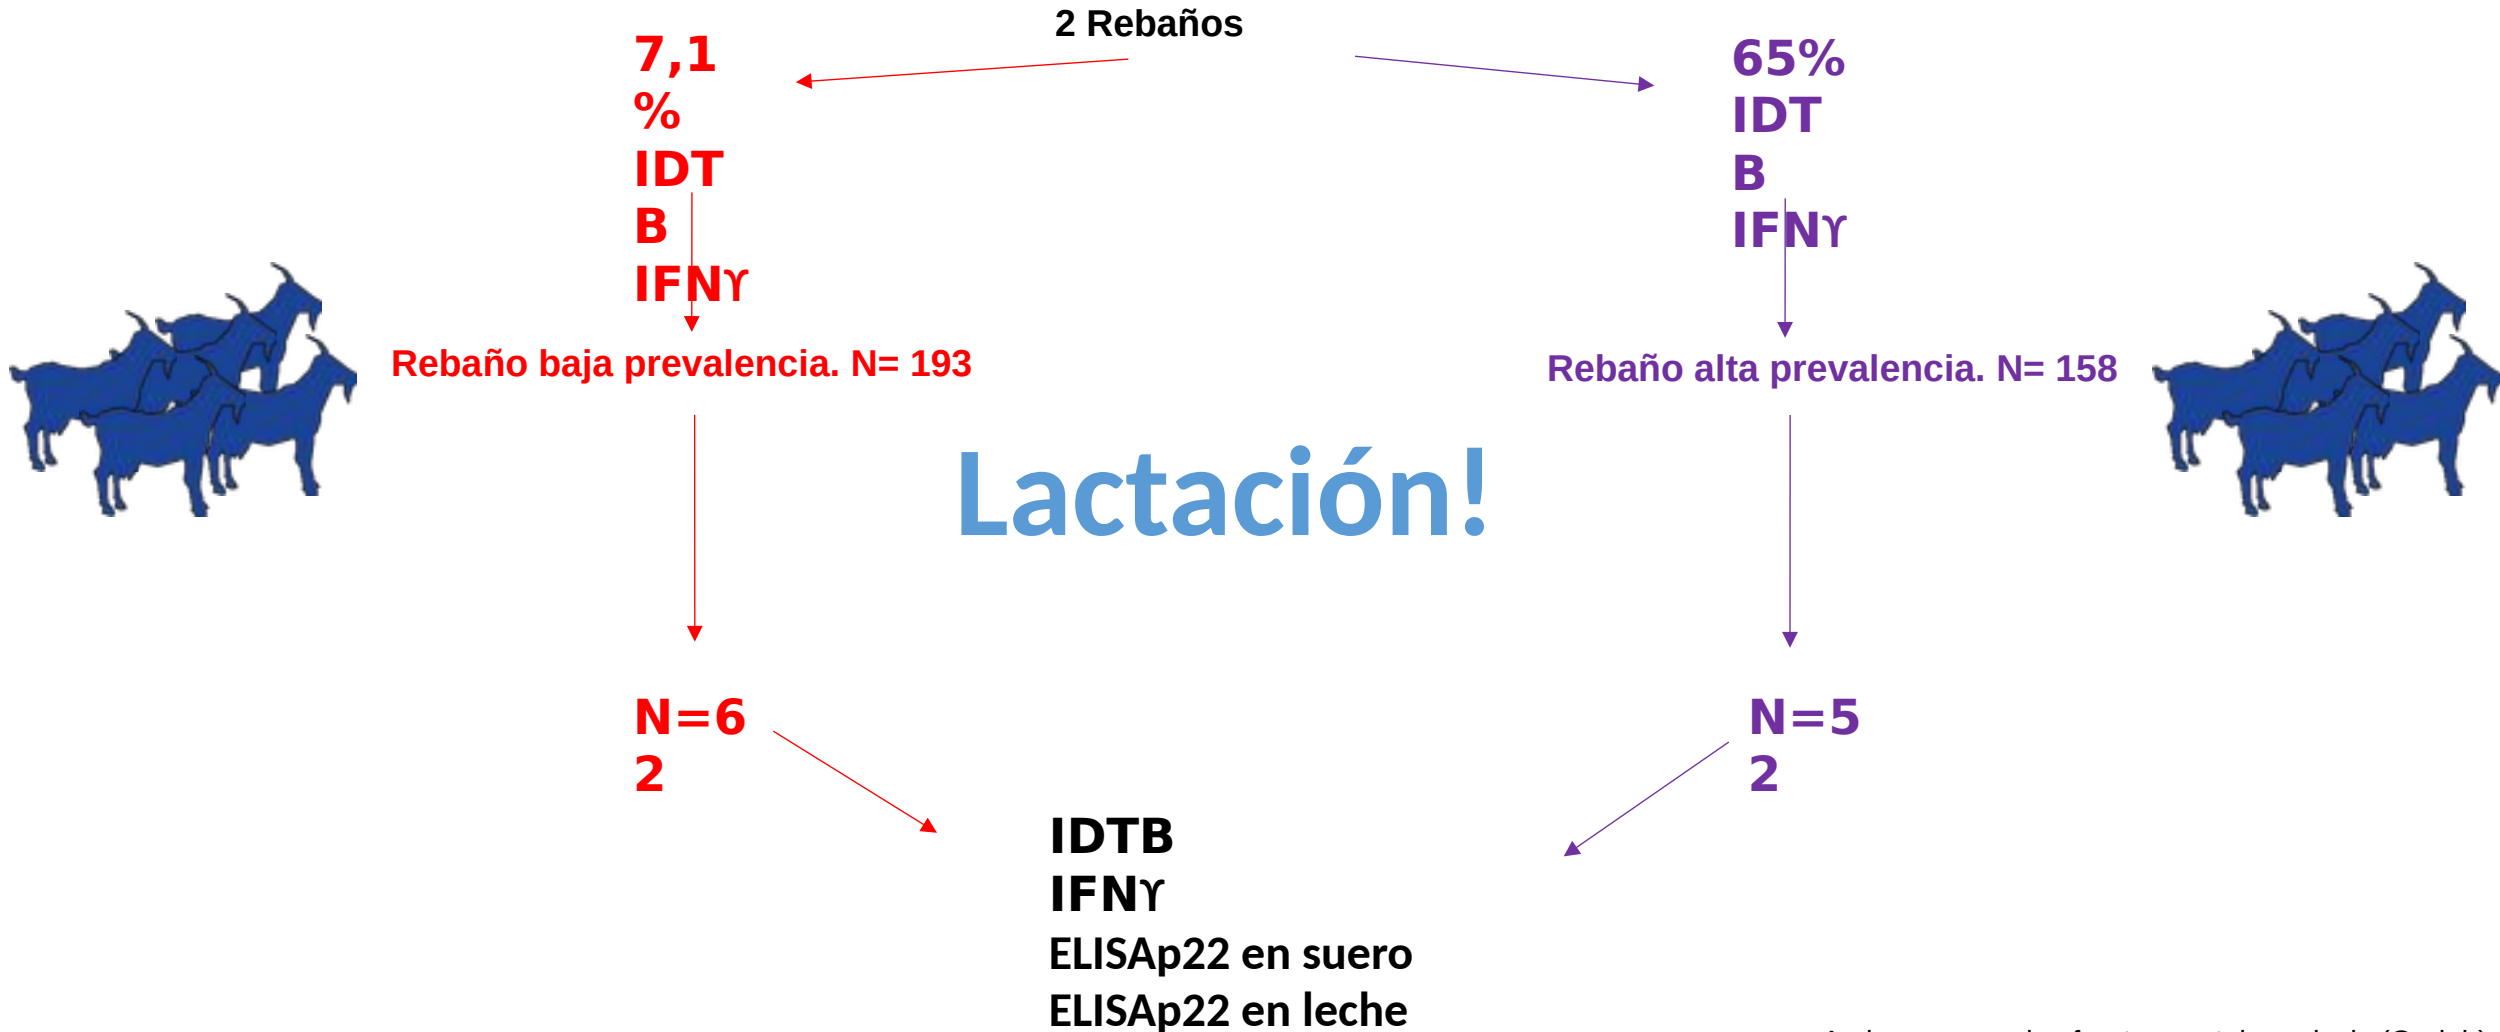 2 Rebaños
7,1
%
IDT
B
IFNϒ
65%
IDT
B
IFNϒ
Rebaño baja prevalencia. N= 193
Rebaño alta prevalencia. N= 158
Lactación!
N=6
2
N=5
2
IDTB
IFNϒ
ELISAp22 en suero
ELISAp22 en leche